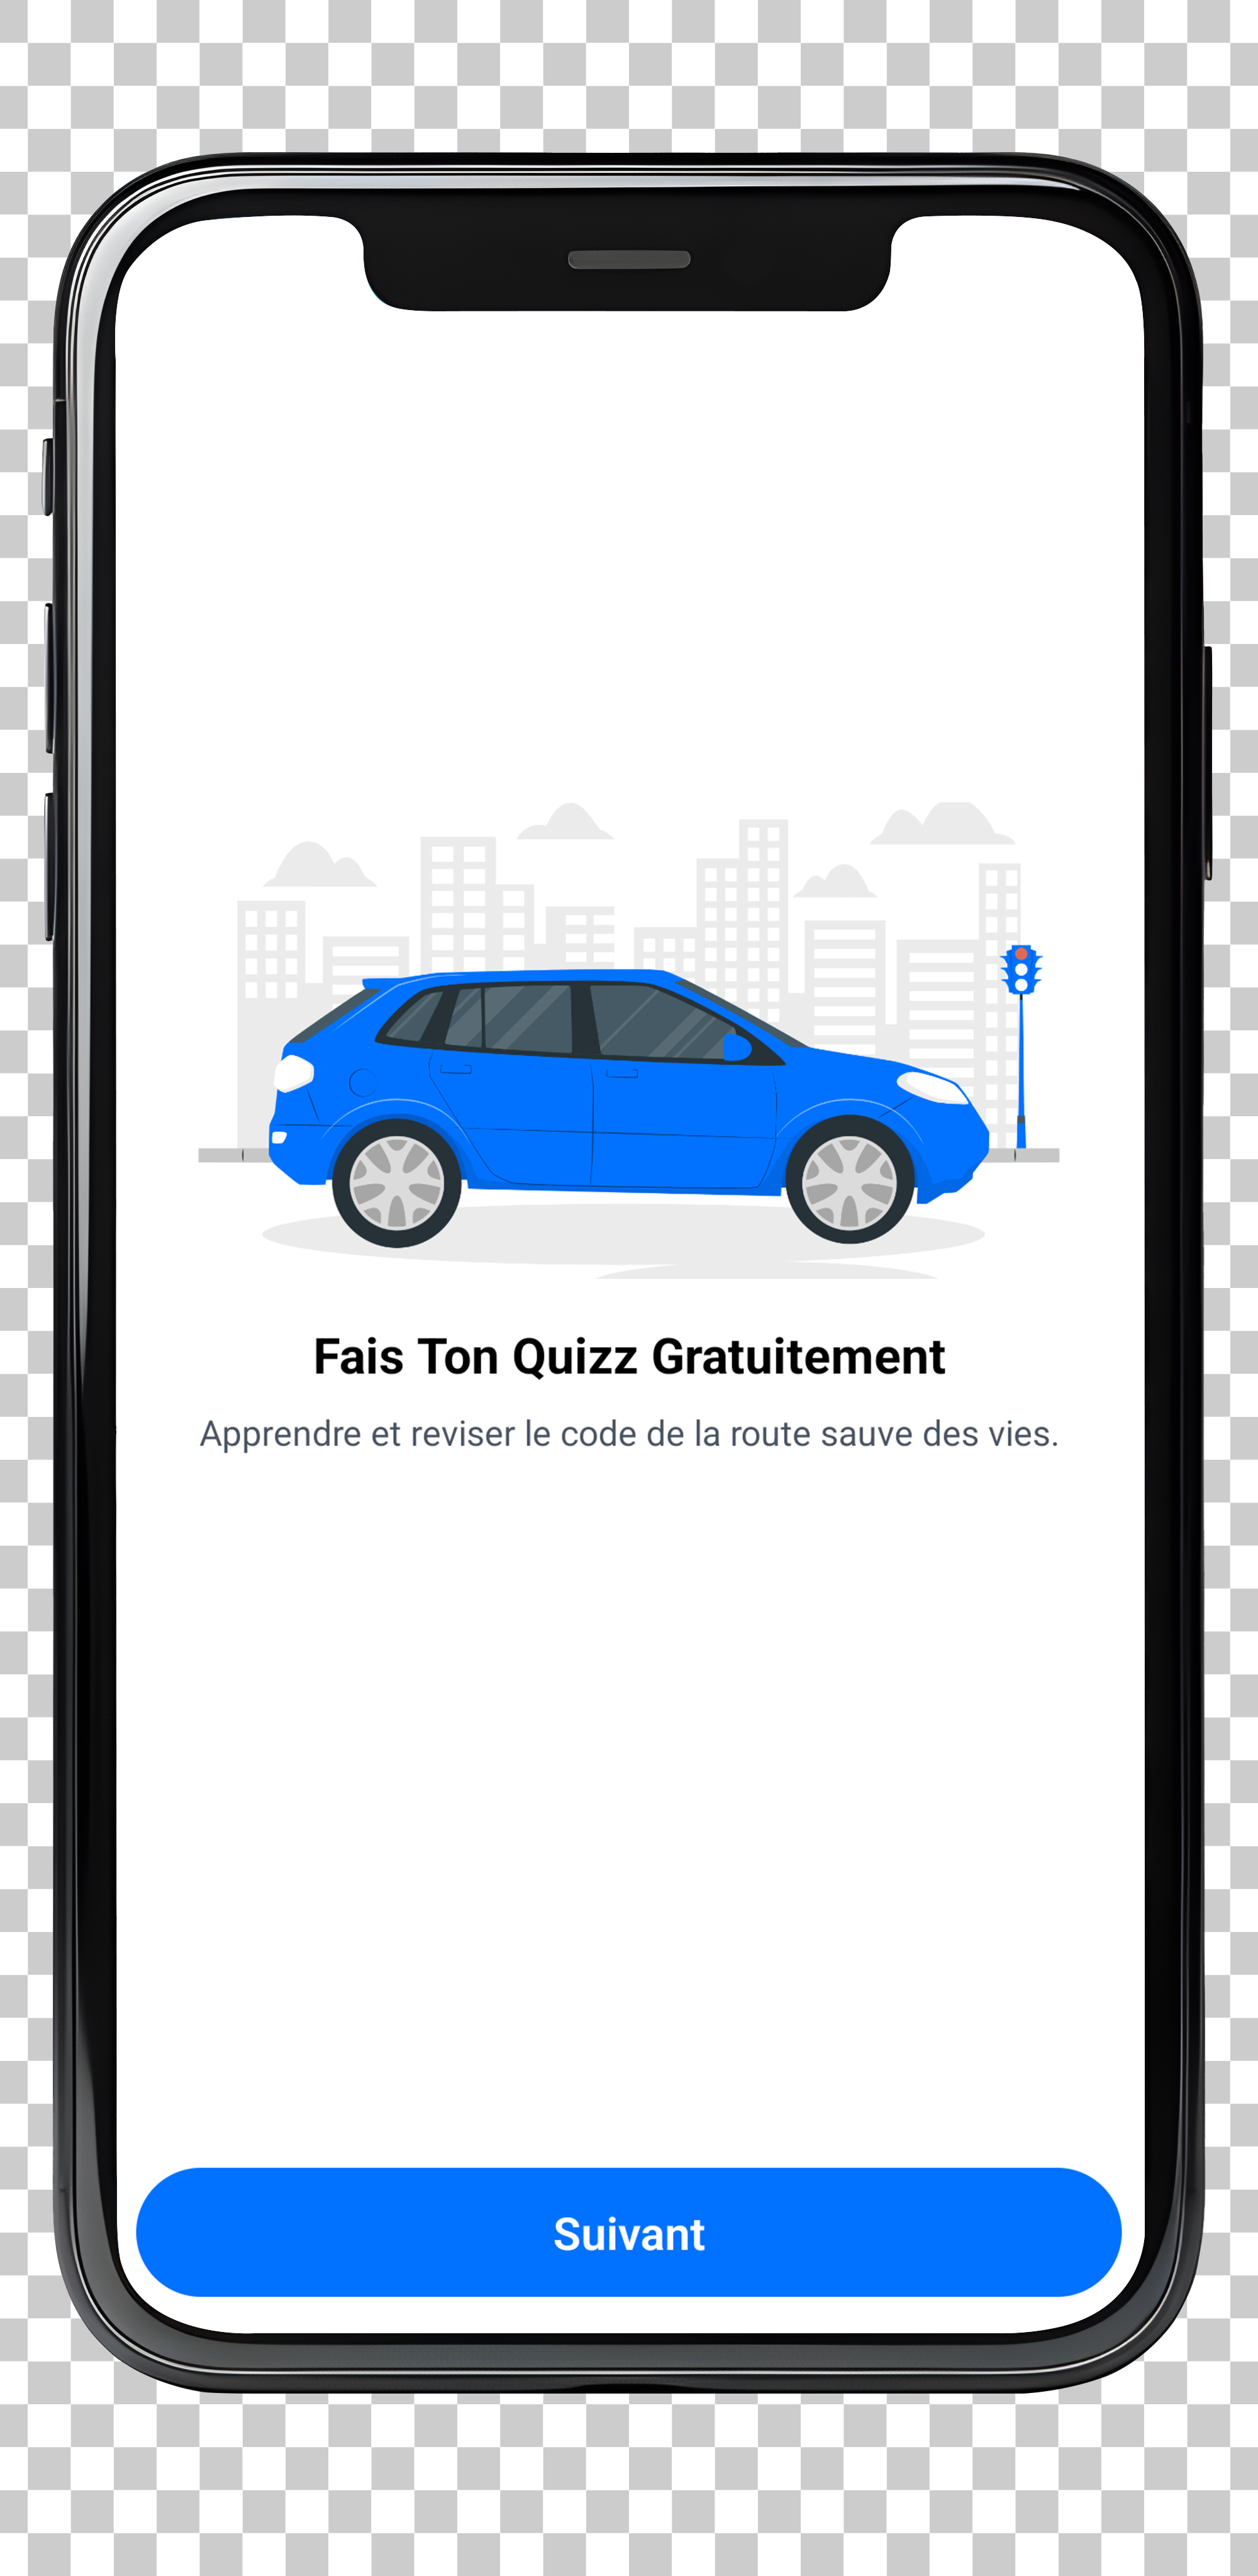 Fais Ton Quizz Gratuitement
Apprendre et reviser le code de la route sauve des vies.
Suivant